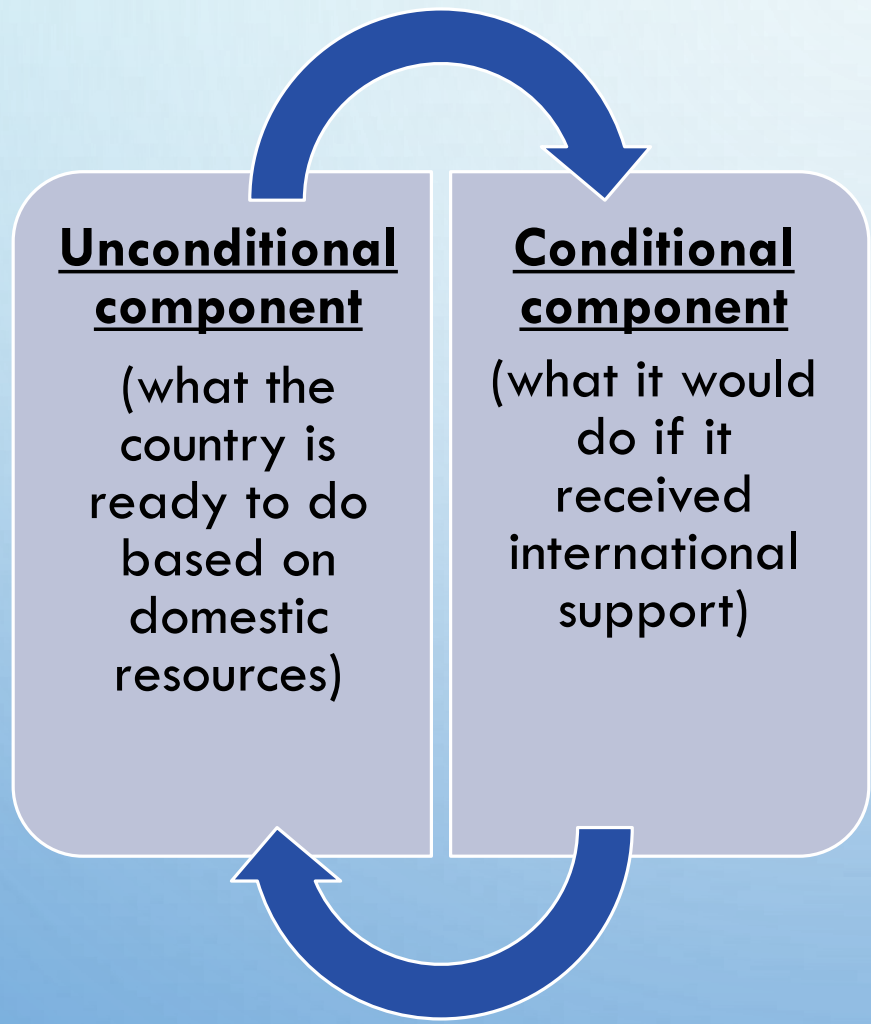 Unconditional
component
(what the
country is
ready to do
based on
domestic
resources)
Conditional
component
(what it would
do if it
received
international
support)